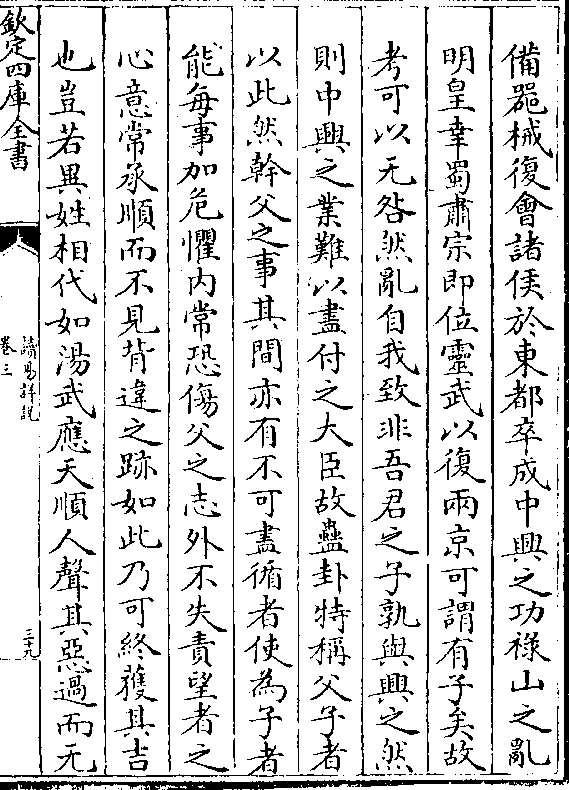 備噐械復會諸侯於東都卒成中興之功祿山之亂
明皇幸蜀肅宗即位靈武以復兩京可謂有子矣故
考可以无咎然亂自我致非吾君之子孰與興之然
則中興之業難以盡付之大臣故蠱卦特稱父子者
以此然幹父之事其間亦有不可盡循者使為子者
能每事加危懼内常恐傷父之志外不失責望者之
心意常承順而不見背違之跡如此乃可終獲其吉
也豈若異姓相代如湯武應天順人聲其惡過而无
欽定四庫全書
讀易詳說
卷三
三九